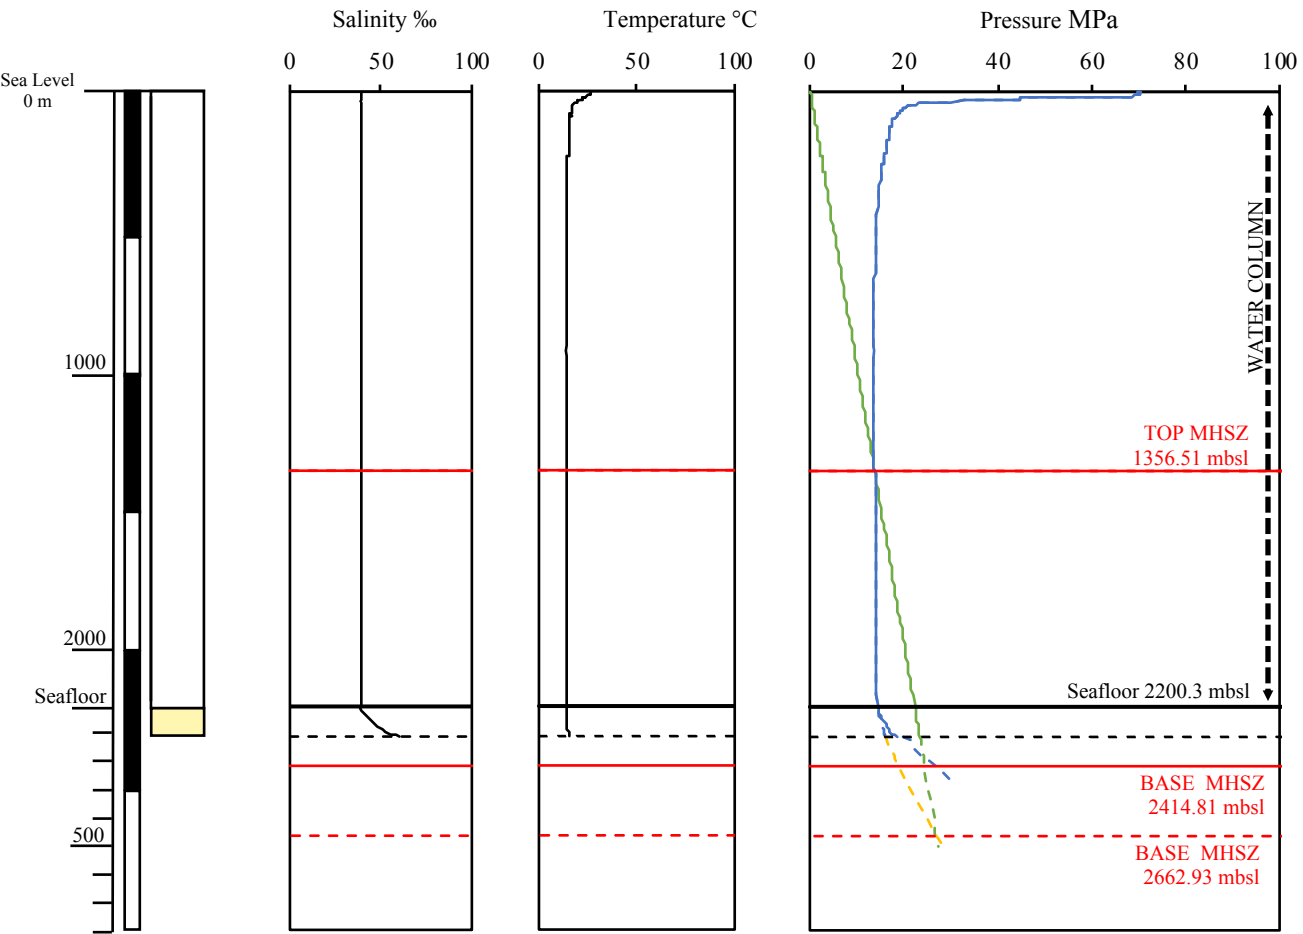 Salinity ‰
Temperature °C
Pressure MPa
0 50 100
0 50 100
0 20 40 60 80 100
Sea Level
0 m
WATER COLUMN
1000
TOP MHSZ
1356.51 mbsl
2000
Seafloor
Seafloor 2200.3 mbsl
BASE MHSZ
2414.81 mbsl
500
BASE MHSZ
2662.93 mbsl